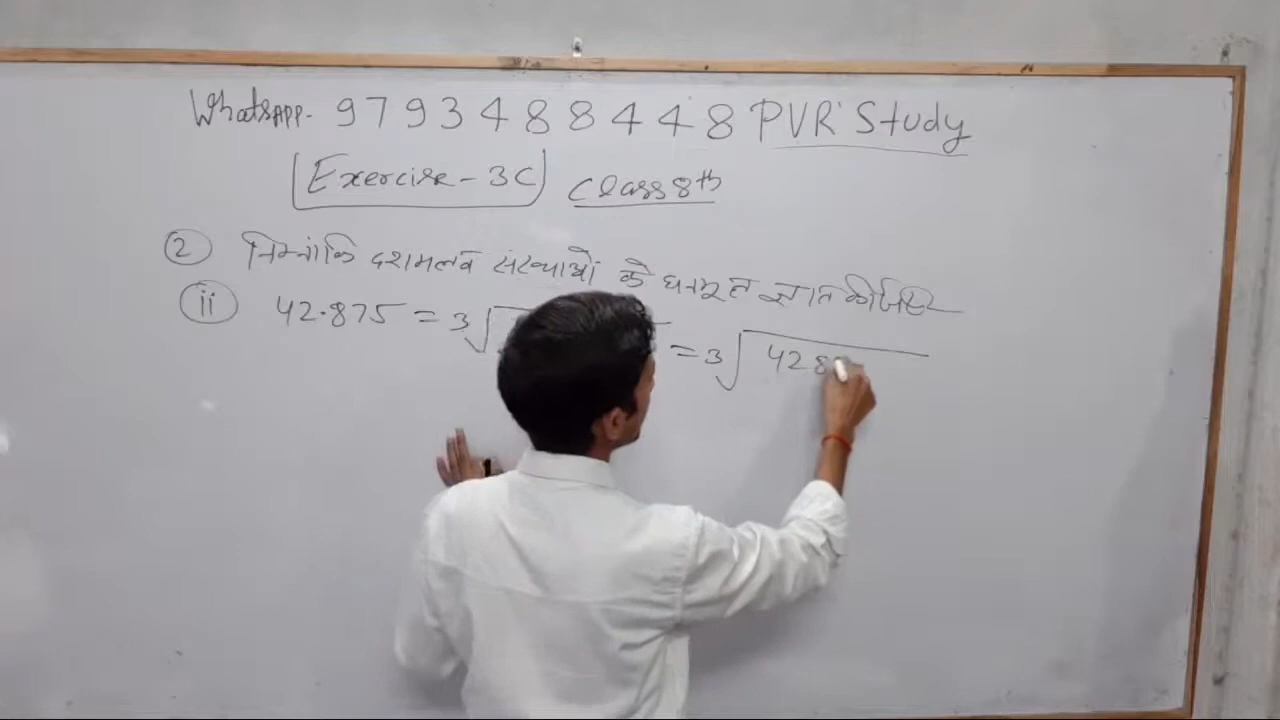 WhatsApp. 9793488448 PVR Study
[Exercise - 3C] Class 8th
② निम्नांकि दशमलव संख्याओं के घनमूल ज्ञात कीजिए
ii 42.875 = 3√ = 3√428